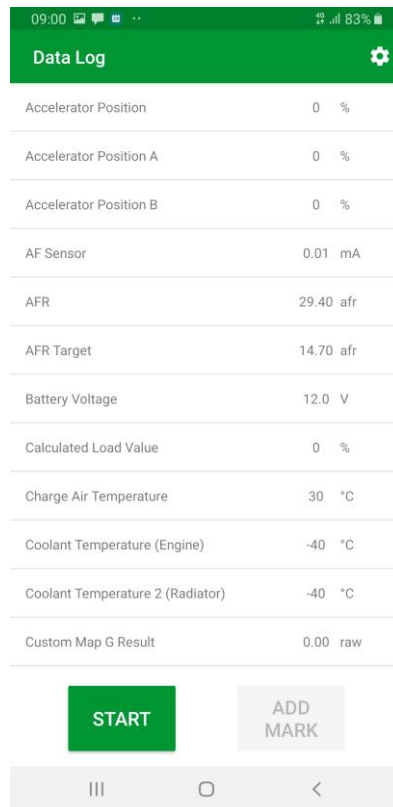 09:00 4G 83%
Data Log
Accelerator Position 0 %
Accelerator Position A 0 %
Accelerator Position B 0 %
AF Sensor 0.01 mA
AFR 29.40 afr
AFR Target 14.70 afr
Battery Voltage 12.0 V
Calculated Load Value 0 %
Charge Air Temperature 30 °C
Coolant Temperature (Engine) -40 °C
Coolant Temperature 2 (Radiator) -40 °C
Custom Map G Result 0.00 raw
START
ADD
MARK